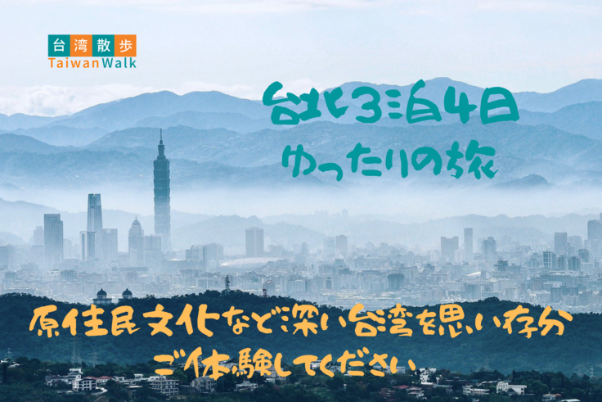 台湾散歩
TaiwanWalk
台北3泊4日
ゆったりの旅
原住民文化など深い台湾を思い存分
ご体験してください